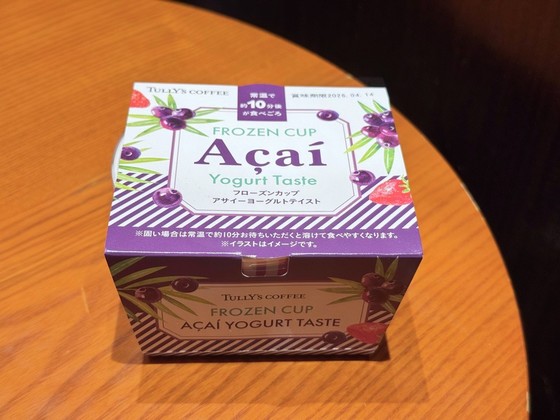 TULLY'S COFFEE
常温で
約10分後
が食べごろ
賞味期限2025.04.14
FROZEN CUP
Açaí
Yogurt Taste
フローズンカップ
アサイーヨーグルトテイスト
※固い場合は常温で約10分お待ちいただくと溶けて食べやすくなります。
※イラストはイメージです。
TULLY'S COFFEE
FROZEN CUP
AÇAÍ YOGURT TASTE